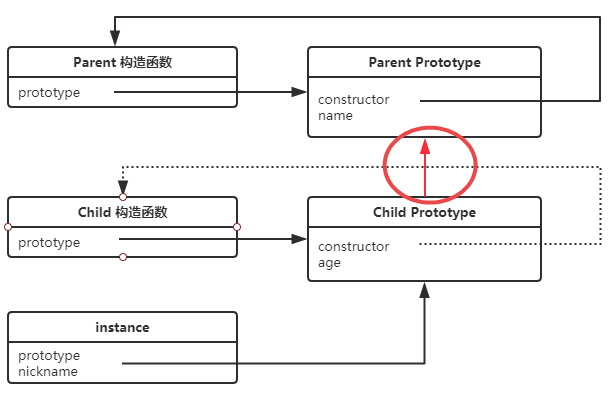 Parent 构造函数
prototype
Parent Prototype
constructor
name
Child 构造函数
prototype
Child Prototype
constructor
age
instance
prototype
nickname